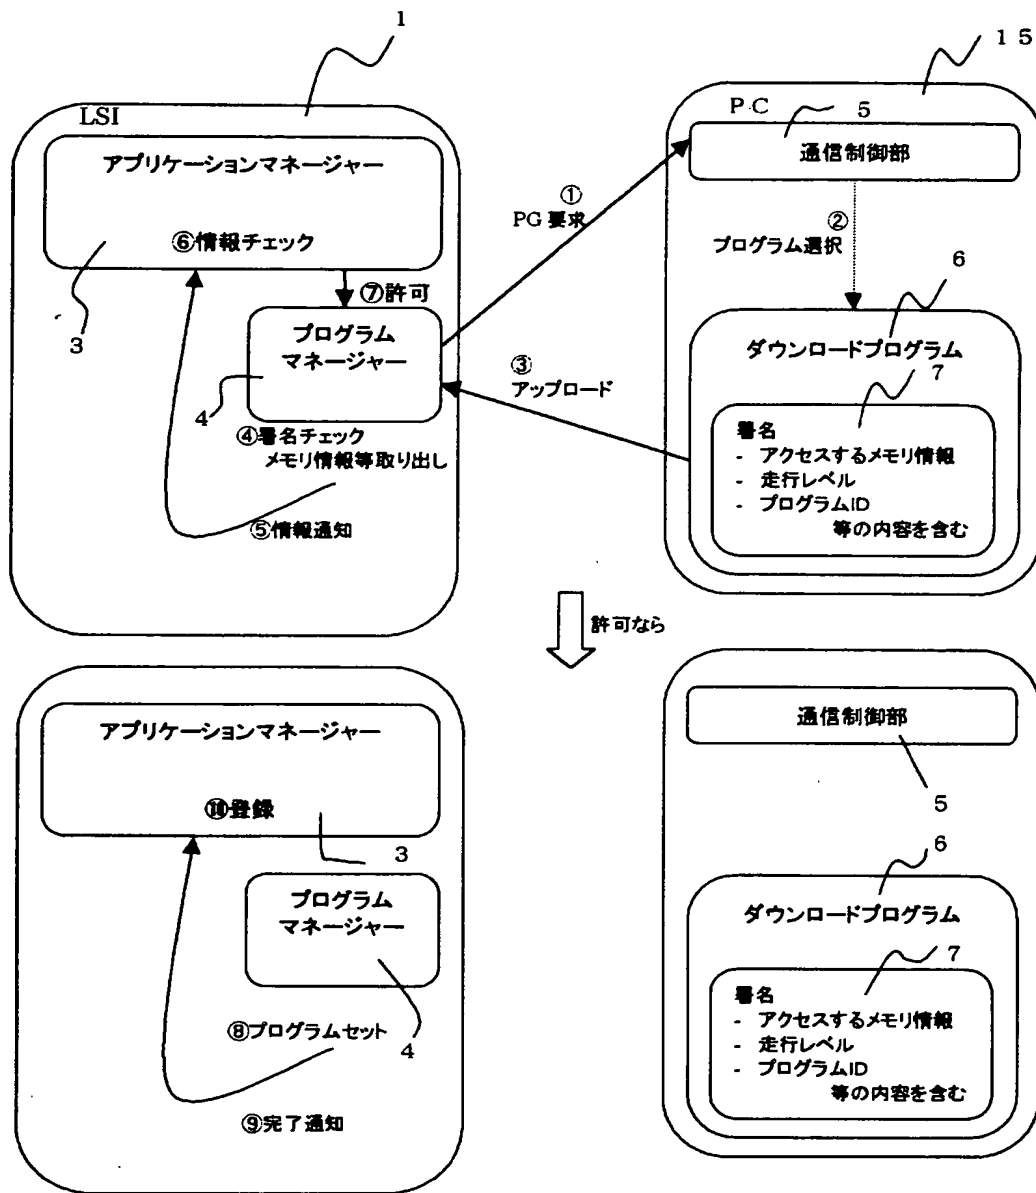 1
LSI
アプリケーションマネージャー
⑥情報チェック
3
⑦許可
プログラム
マネージャー
4
④署名チェック
メモリ情報等取り出し
⑤情報通知
①
PG 要求
③
アップロード
1 5
P C
5
通信制御部
②
プログラム選択
6
ダウンロードプログラム
7
署名
- アクセスするメモリ情報
- 走行レベル
- プログラムID
等の内容を含む
許可なら
アプリケーションマネージャー
⑩登録
3
プログラム
マネージャー
4
⑧プログラムセット
⑨完了通知
通信制御部
5
6
ダウンロードプログラム
7
署名
- アクセスするメモリ情報
- 走行レベル
- プログラムID
等の内容を含む